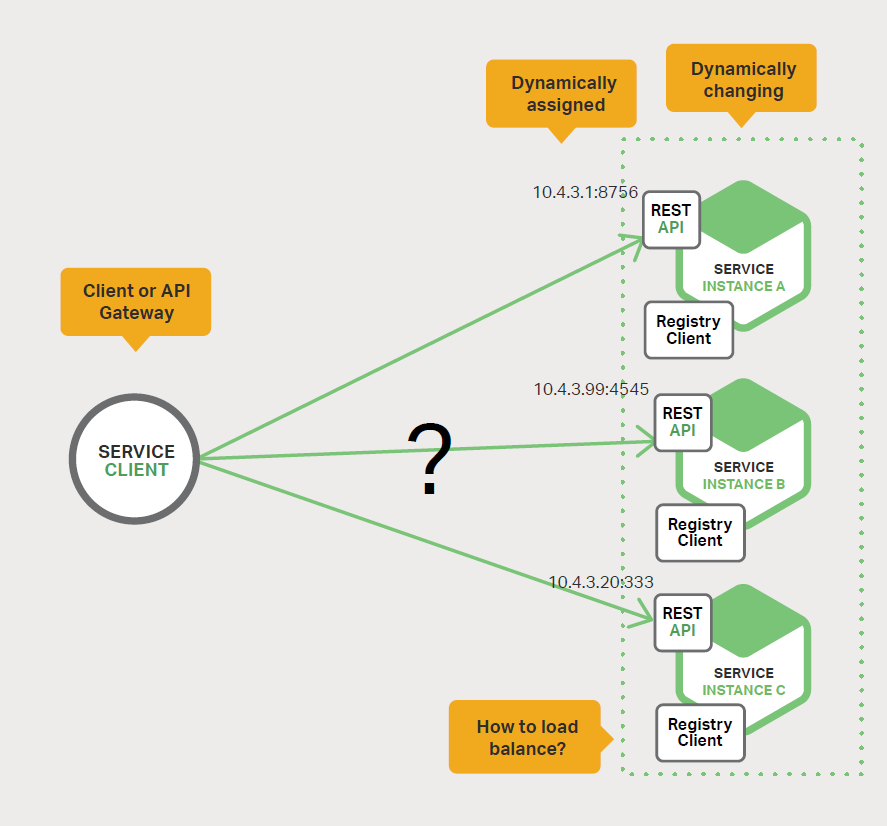 Dynamically
assigned
Dynamically
changing
10.4.3.1:8756
REST
API
SERVICE
INSTANCE A
Registry
Client
Client or API
Gateway
10.4.3.99:4545
REST
API
SERVICE
CLIENT
?
SERVICE
INSTANCE B
Registry
Client
10.4.3.20:333
REST
API
SERVICE
INSTANCE C
Registry
Client
How to load
balance?